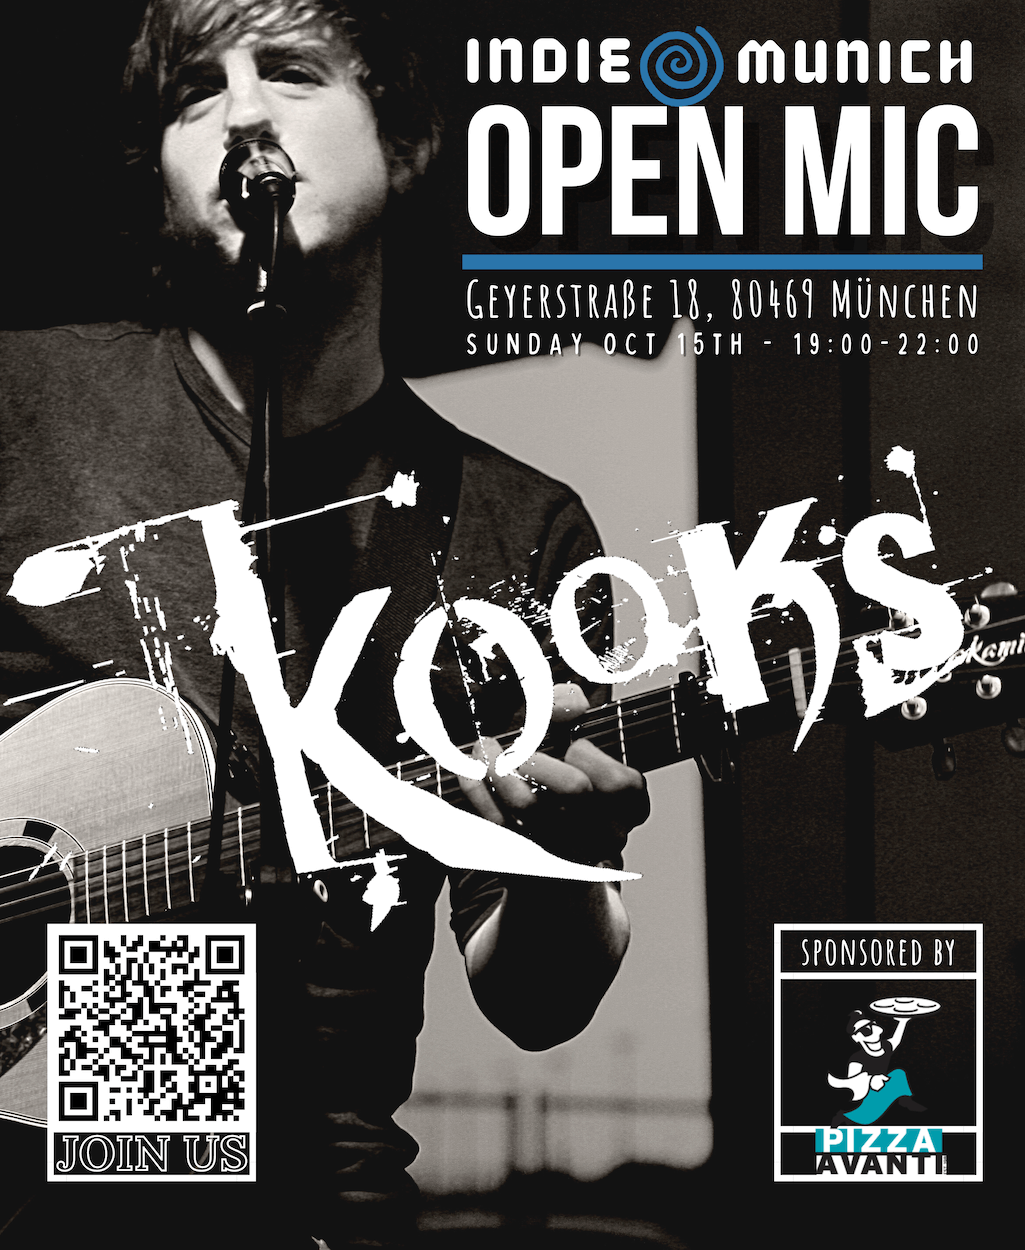 INDIE MUNICH
OPEN MIC
GEYERSTRAßE 18, 80469 MÜNCHEN
SUNDAY OCT 15TH - 19:00-22:00
KOOKS
JOIN US
SPONSORED BY
PIZZA
AVANTI